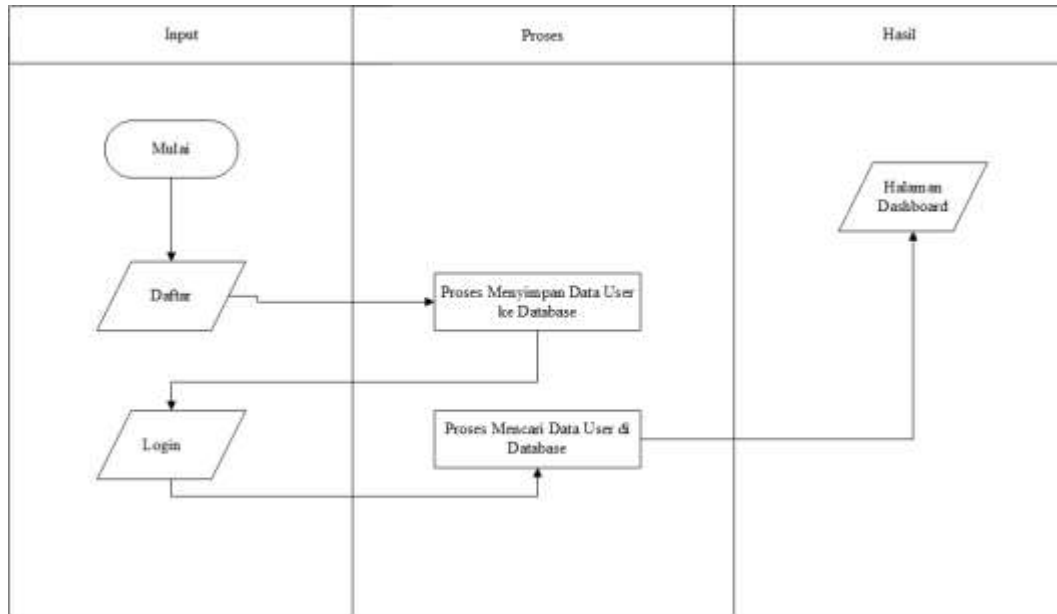 Input
Proses
Hasil
Mulai
Halaman
Dashboard
Daftar
Proses Menyimpan Data User
ke Database
Login
Proses Mencari Data User di
Database